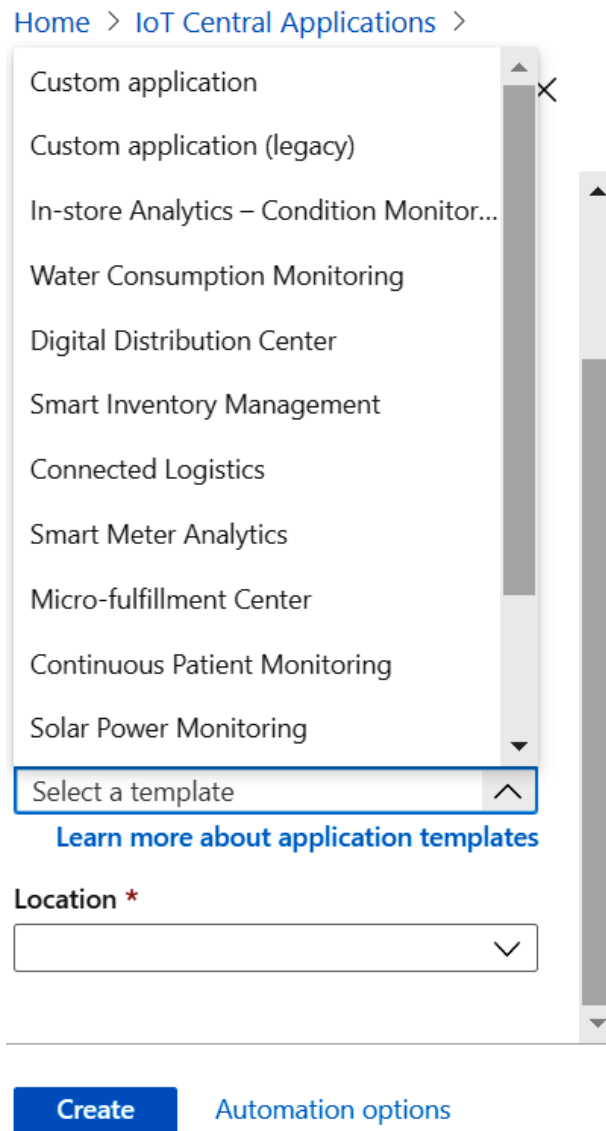 Home > IoT Central Applications >
Custom application
Custom application (legacy)
In-store Analytics – Condition Monitor...
Water Consumption Monitoring
Digital Distribution Center
Smart Inventory Management
Connected Logistics
Smart Meter Analytics
Micro-fulfillment Center
Continuous Patient Monitoring
Solar Power Monitoring
Select a template
Learn more about application templates
Location *
Create Automation options